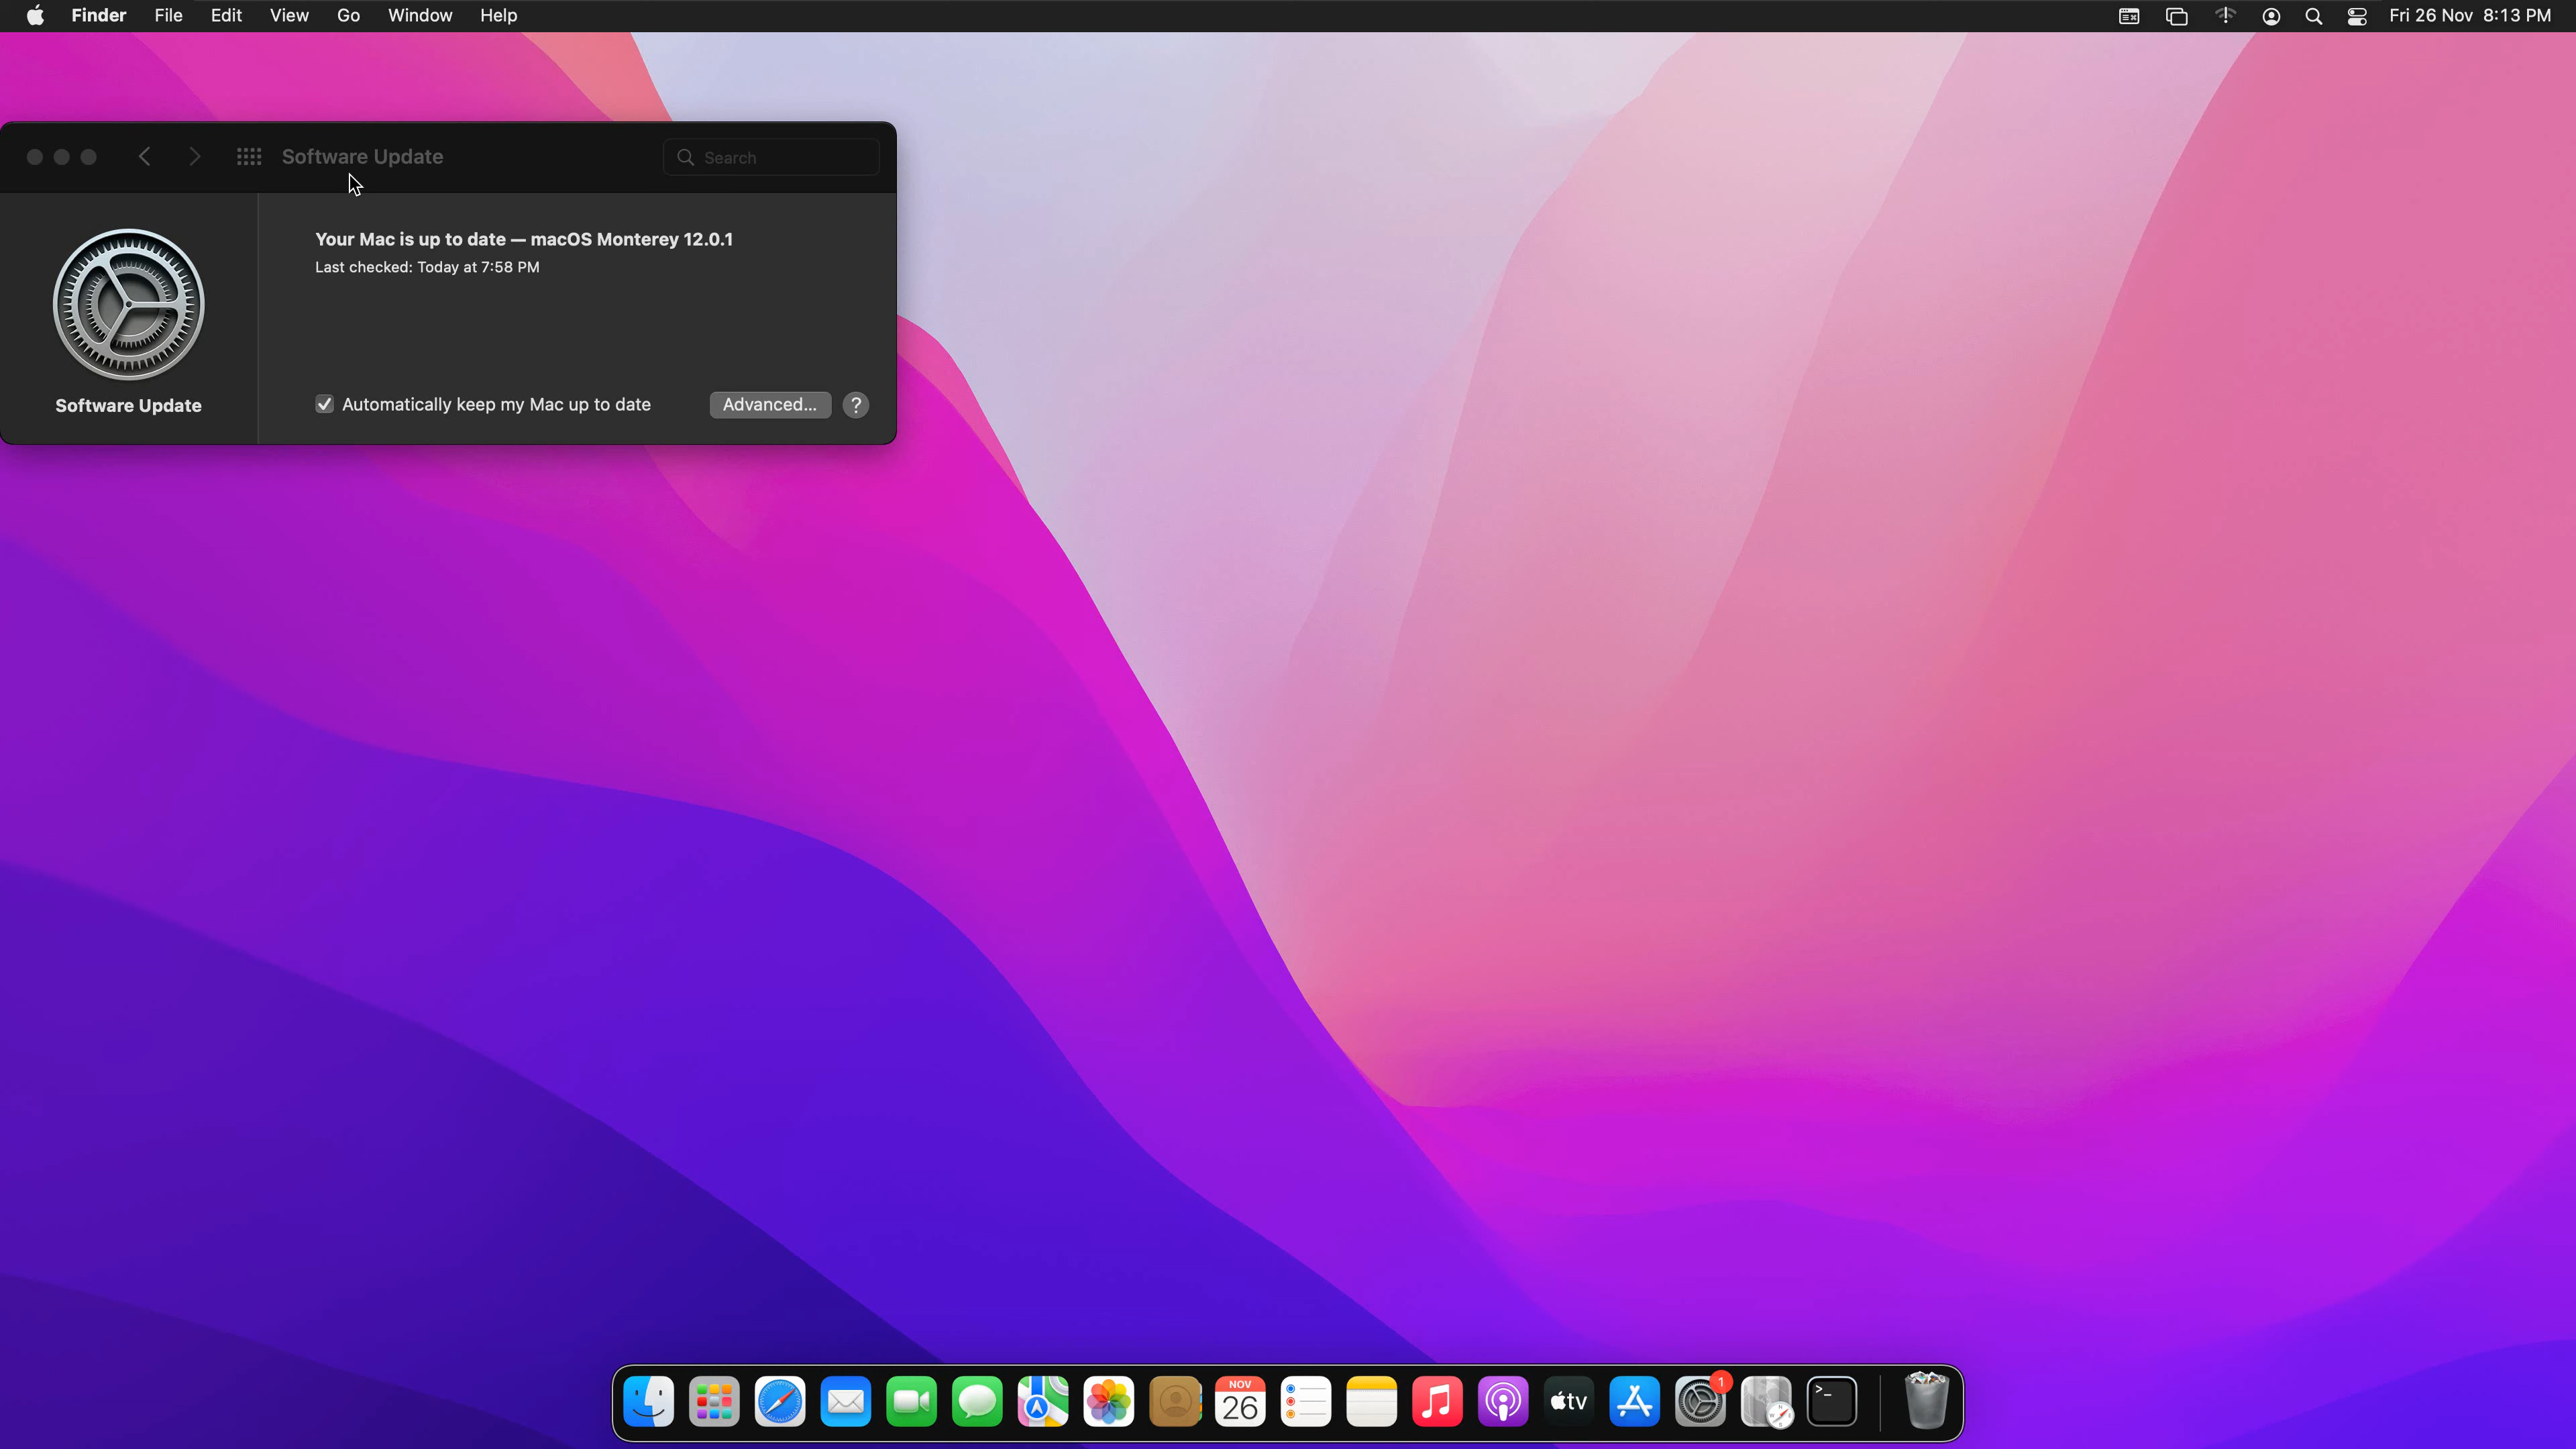 Finder File Edit View Go Window Help Fri 26 Nov 8:13 PM
Software Update
Search
Your Mac is up to date — macOS Monterey 12.0.1
Last checked: Today at 7:58 PM
Software Update
Automatically keep my Mac up to date
Advanced...
?
NOV
26
tv
1
>_